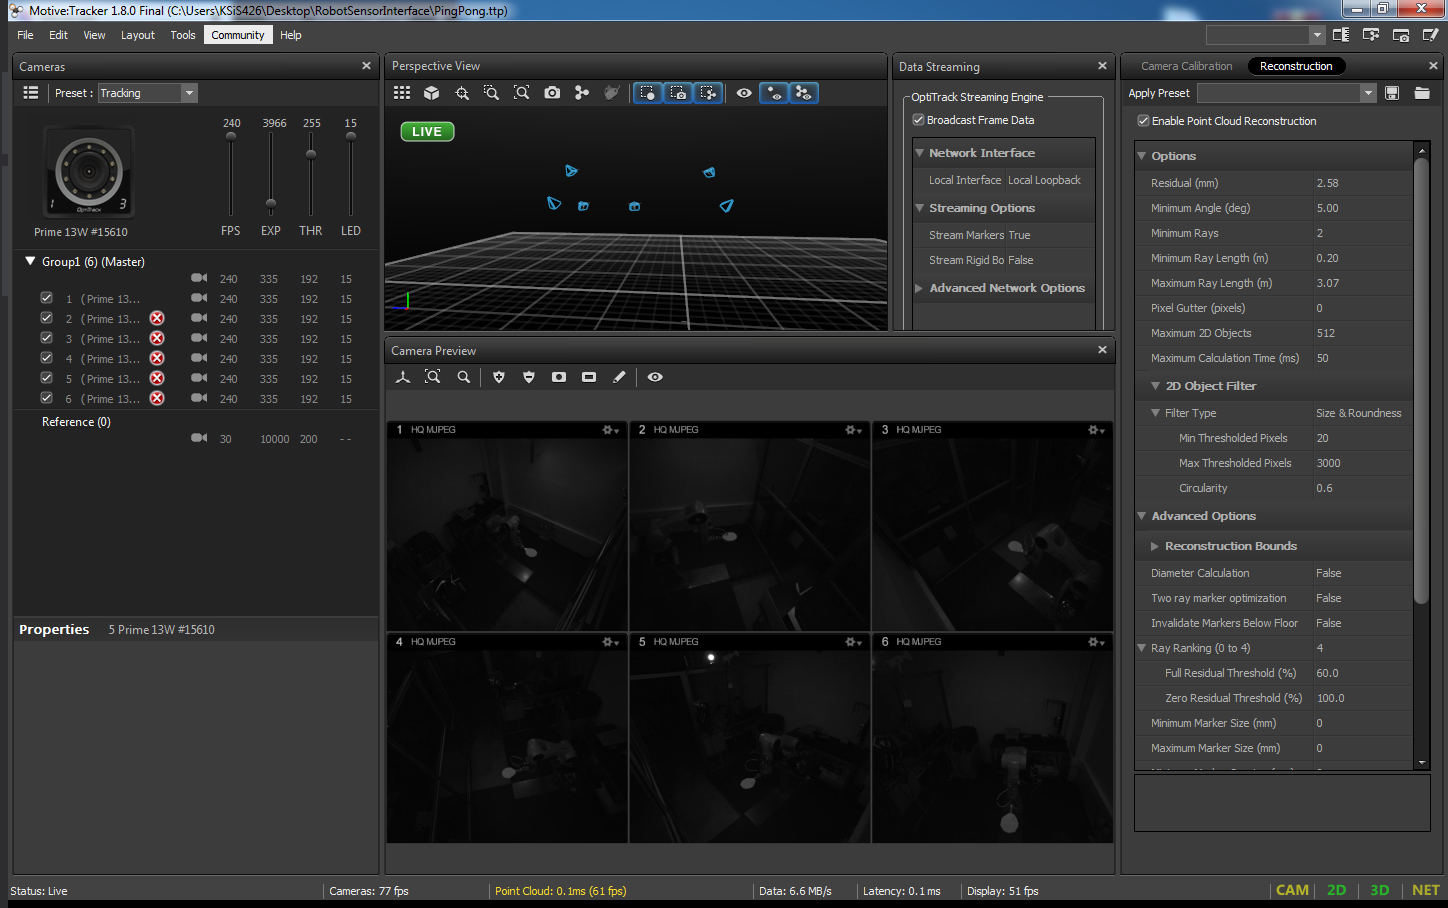 Motive:Tracker 1.8.0 Final (C:\Users\KSiS426\Desktop\RobotSensorInterface\PingPong.ttp)
File Edit View Layout Tools Community Help
Cameras
Preset : Tracking
240 3966 255 15
1 OptiTrack 3
Prime 13W #15610
FPS EXP THR LED
Group1 (6) (Master)
240 335 192 15
1 (Prime 13... 240 335 192 15
2 (Prime 13... 240 335 192 15
3 (Prime 13... 240 335 192 15
4 (Prime 13... 240 335 192 15
5 (Prime 13... 240 335 192 15
6 (Prime 13... 240 335 192 15
Reference (0)
30 10000 200 - -
Properties 5 Prime 13W #15610
Perspective View
LIVE
Data Streaming
OptiTrack Streaming Engine
Broadcast Frame Data
Network Interface
Local Interface Local Loopback
Streaming Options
Stream Markers True
Stream Rigid Bo False
Advanced Network Options
Camera Preview
1 HQ MJPEG
2 HQ MJPEG
3 HQ MJPEG
4 HQ MJPEG
5 HQ MJPEG
6 HQ MJPEG
Camera Calibration Reconstruction
Apply Preset
Enable Point Cloud Reconstruction
Options
Residual (mm) 2.58
Minimum Angle (deg) 5.00
Minimum Rays 2
Minimum Ray Length (m) 0.20
Maximum Ray Length (m) 3.07
Pixel Gutter (pixels) 0
Maximum 2D Objects 512
Maximum Calculation Time (ms) 50
2D Object Filter
Filter Type Size & Roundness
Min Thresholded Pixels 20
Max Thresholded Pixels 3000
Circularity 0.6
Advanced Options
Reconstruction Bounds
Diameter Calculation False
Two ray marker optimization False
Invalidate Markers Below Floor False
Ray Ranking (0 to 4) 4
Full Residual Threshold (%) 60.0
Zero Residual Threshold (%) 100.0
Minimum Marker Size (mm) 0
Maximum Marker Size (mm) 0
Status: Live Cameras: 77 fps Point Cloud: 0.1ms (61 fps) Data: 6.6 MB/s Latency: 0.1 ms Display: 51 fps CAM 2D 3D NET